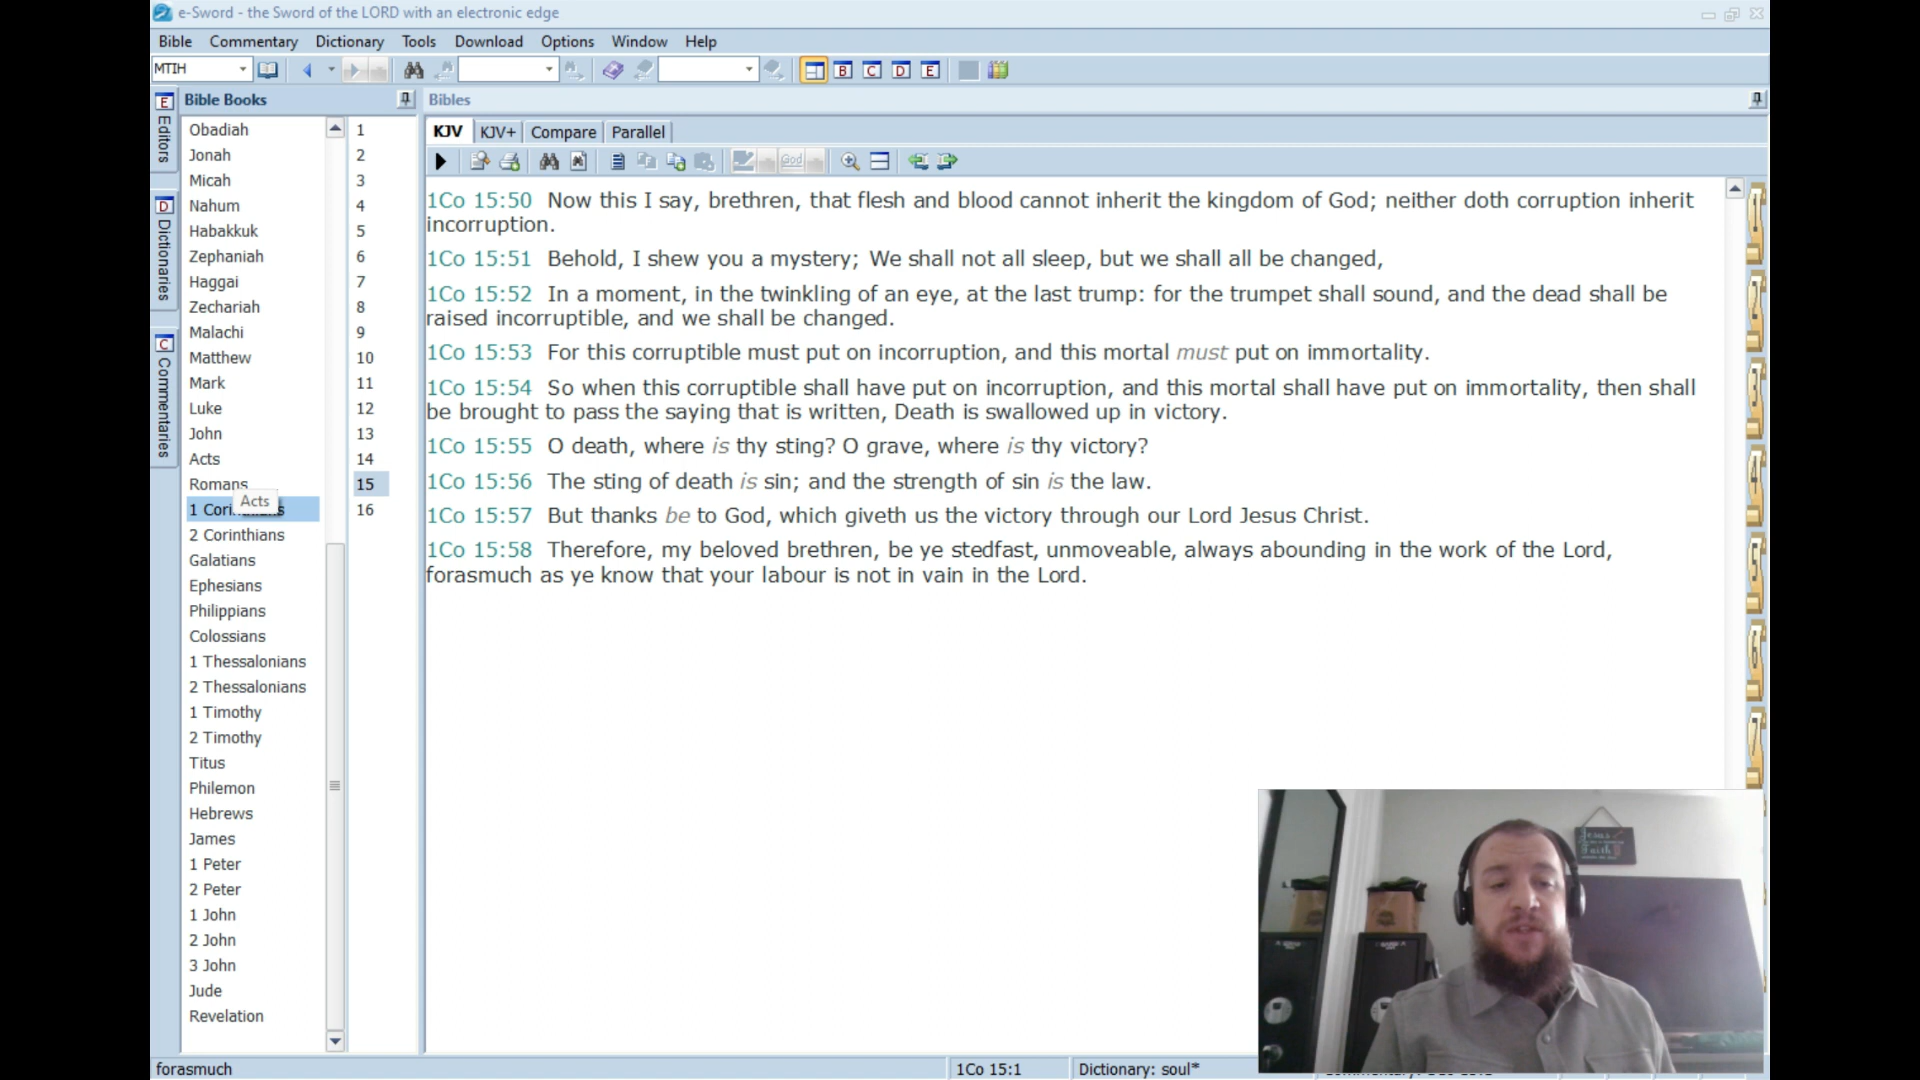 e-Sword - the Sword of the LORD with an electronic edge
Bible Commentary Dictionary Tools Download Options Window Help
MTIH
B C D E
E Editors
D Dictionaries
C Commentaries
Bible Books
Obadiah
Jonah
Micah
Nahum
Habakkuk
Zephaniah
Haggai
Zechariah
Malachi
Matthew
Mark
Luke
John
Acts
Romans
Acts
1 Corinthians
2 Corinthians
Galatians
Ephesians
Philippians
Colossians
1 Thessalonians
2 Thessalonians
1 Timothy
2 Timothy
Titus
Philemon
Hebrews
James
1 Peter
2 Peter
1 John
2 John
3 John
Jude
Revelation
1
2
3
4
5
6
7
8
9
10
11
12
13
14
15
16
Bibles
KJV KJV+ Compare Parallel
God
1Co 15:50 Now this I say, brethren, that flesh and blood cannot inherit the kingdom of God; neither doth corruption inherit
incorruption.
1Co 15:51 Behold, I shew you a mystery; We shall not all sleep, but we shall all be changed,
1Co 15:52 In a moment, in the twinkling of an eye, at the last trump: for the trumpet shall sound, and the dead shall be
raised incorruptible, and we shall be changed.
1Co 15:53 For this corruptible must put on incorruption, and this mortal must put on immortality.
1Co 15:54 So when this corruptible shall have put on incorruption, and this mortal shall have put on immortality, then shall
be brought to pass the saying that is written, Death is swallowed up in victory.
1Co 15:55 O death, where is thy sting? O grave, where is thy victory?
1Co 15:56 The sting of death is sin; and the strength of sin is the law.
1Co 15:57 But thanks be to God, which giveth us the victory through our Lord Jesus Christ.
1Co 15:58 Therefore, my beloved brethren, be ye stedfast, unmoveable, always abounding in the work of the Lord,
forasmuch as ye know that your labour is not in vain in the Lord.
1
2
3
4
5
6
7
Jesus
Faith
forasmuch
1Co 15:1
Dictionary: soul*